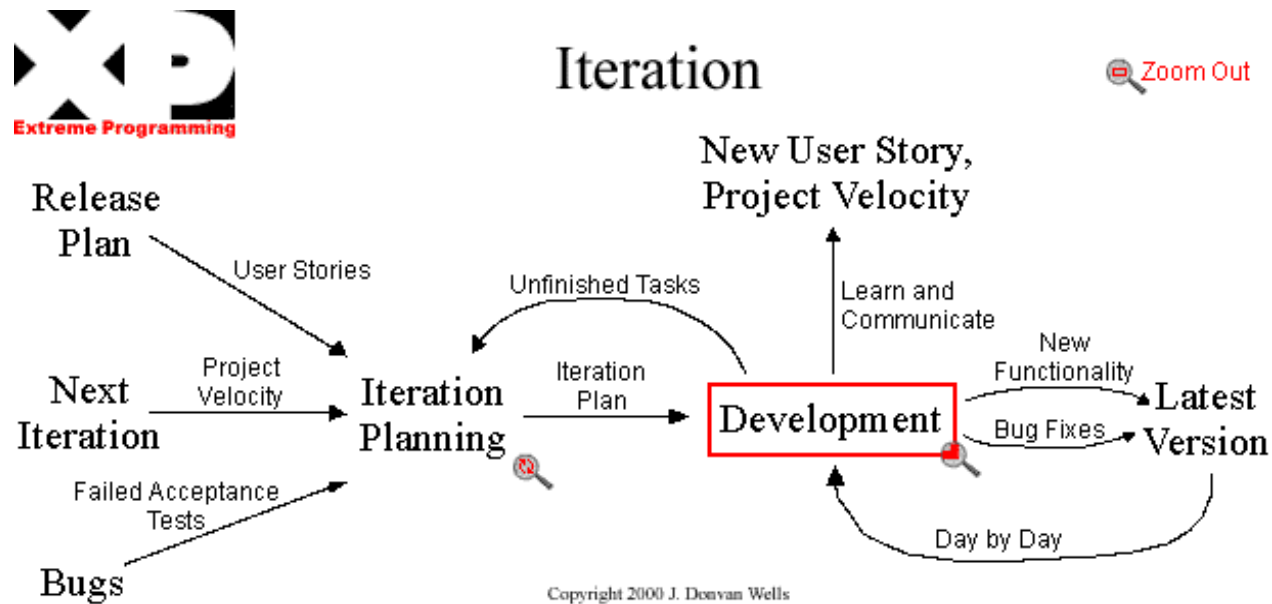 XP
Extreme Programming
Iteration
Zoom Out
New User Story,
Project Velocity
Release
Plan
User Stories
Unfinished Tasks
Learn and
Communicate
New
Functionality
Project
Velocity
Iteration
Plan
Next
Iteration
Iteration
Planning
Development
Latest
Version
Bug Fixes
Failed Acceptance
Tests
Day by Day
Bugs
Copyright 2000 J. Donvan Wells